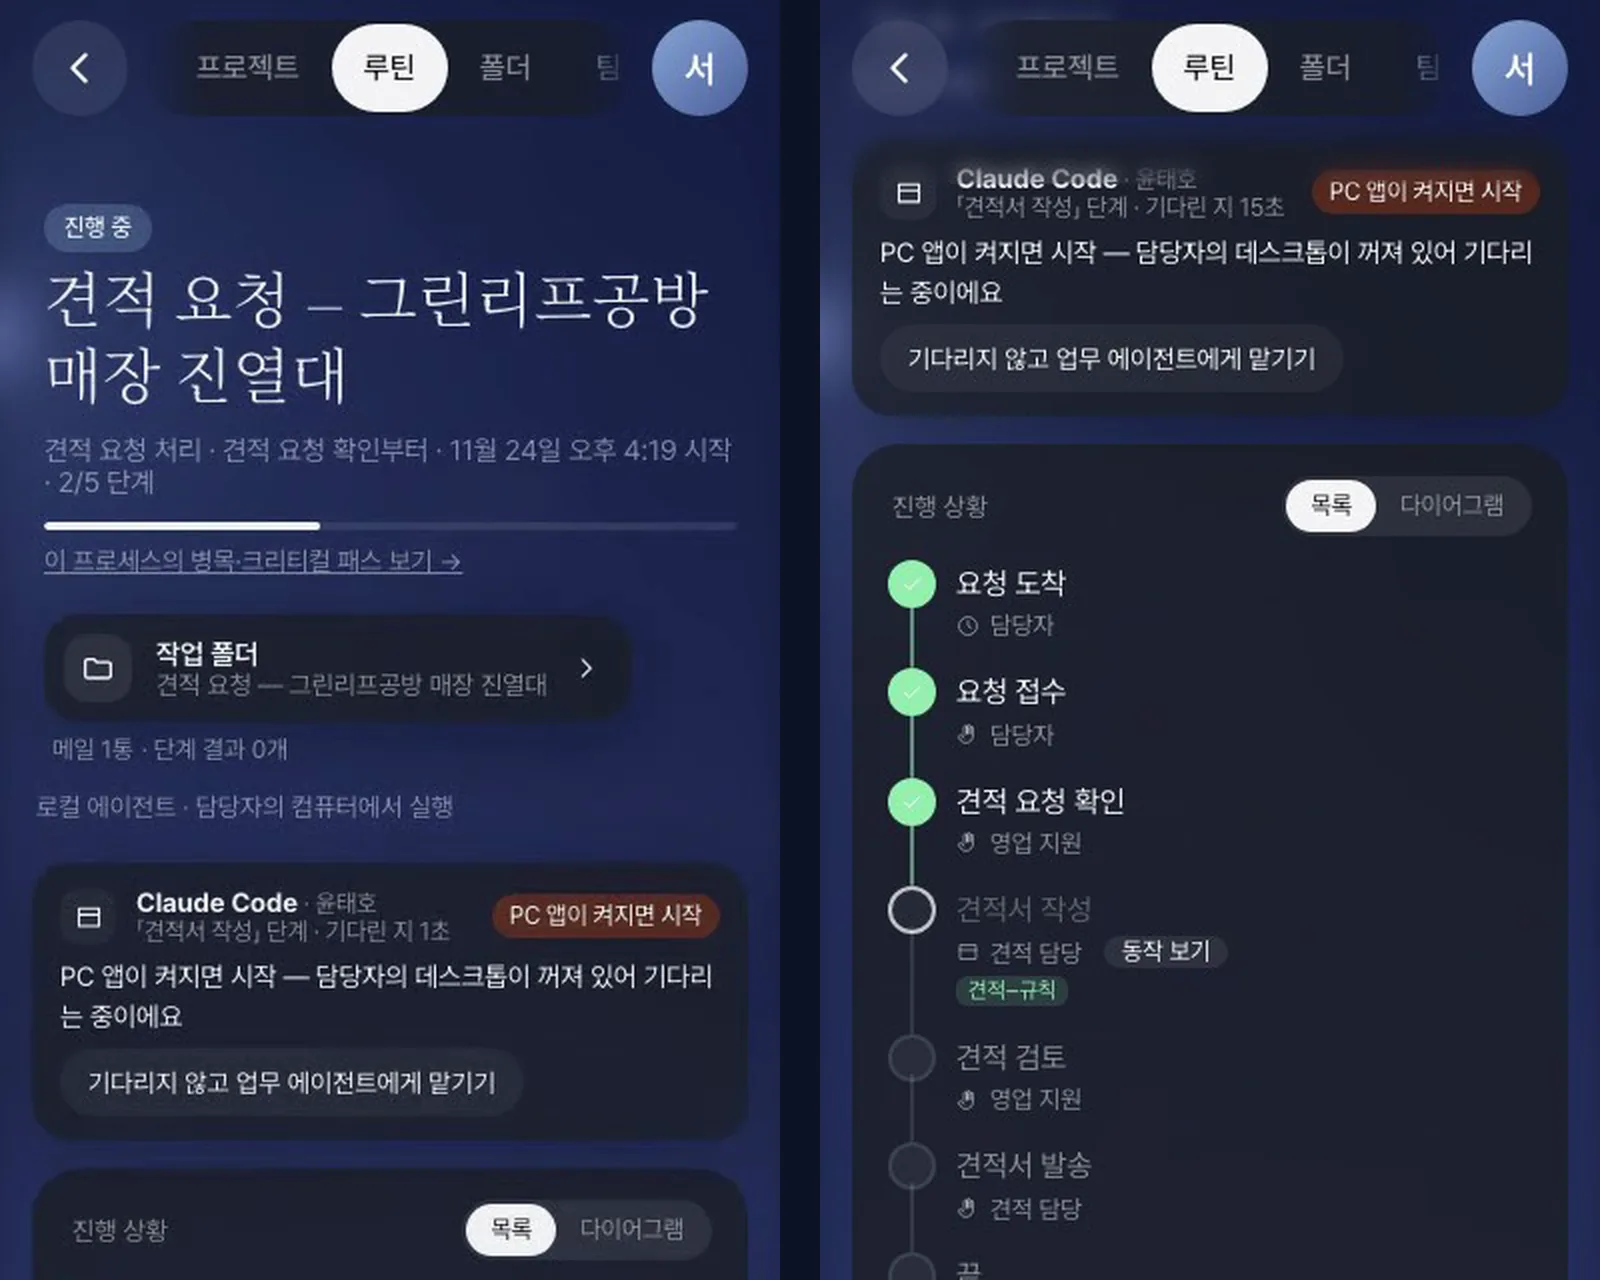 프로젝트 루틴 폴더 팀 서
진행 중
견적 요청 – 그린리프공방
매장 진열대
견적 요청 처리 · 견적 요청 확인부터 · 11월 24일 오후 4:19 시작
· 2/5 단계
이 프로세스의 병목·크리티컬 패스 보기 →
작업 폴더
견적 요청 — 그린리프공방 매장 진열대
메일 1통 · 단계 결과 0개
로컬 에이전트 · 담당자의 컴퓨터에서 실행
Claude Code · 윤태호
「견적서 작성」 단계 · 기다린 지 1초
PC 앱이 켜지면 시작
PC 앱이 켜지면 시작 — 담당자의 데스크톱이 꺼져 있어 기다리
는 중이에요
기다리지 않고 업무 에이전트에게 맡기기
진행 상황
목록 다이어그램
프로젝트 루틴 폴더 팀 서
Claude Code · 윤태호
「견적서 작성」 단계 · 기다린 지 15초
PC 앱이 켜지면 시작
PC 앱이 켜지면 시작 — 담당자의 데스크톱이 꺼져 있어 기다리
는 중이에요
기다리지 않고 업무 에이전트에게 맡기기
진행 상황
목록 다이어그램
요청 도착
담당자
요청 접수
담당자
견적 요청 확인
영업 지원
견적서 작성
견적 담당 동작 보기
견적–규칙
견적 검토
영업 지원
견적서 발송
견적 담당
끝